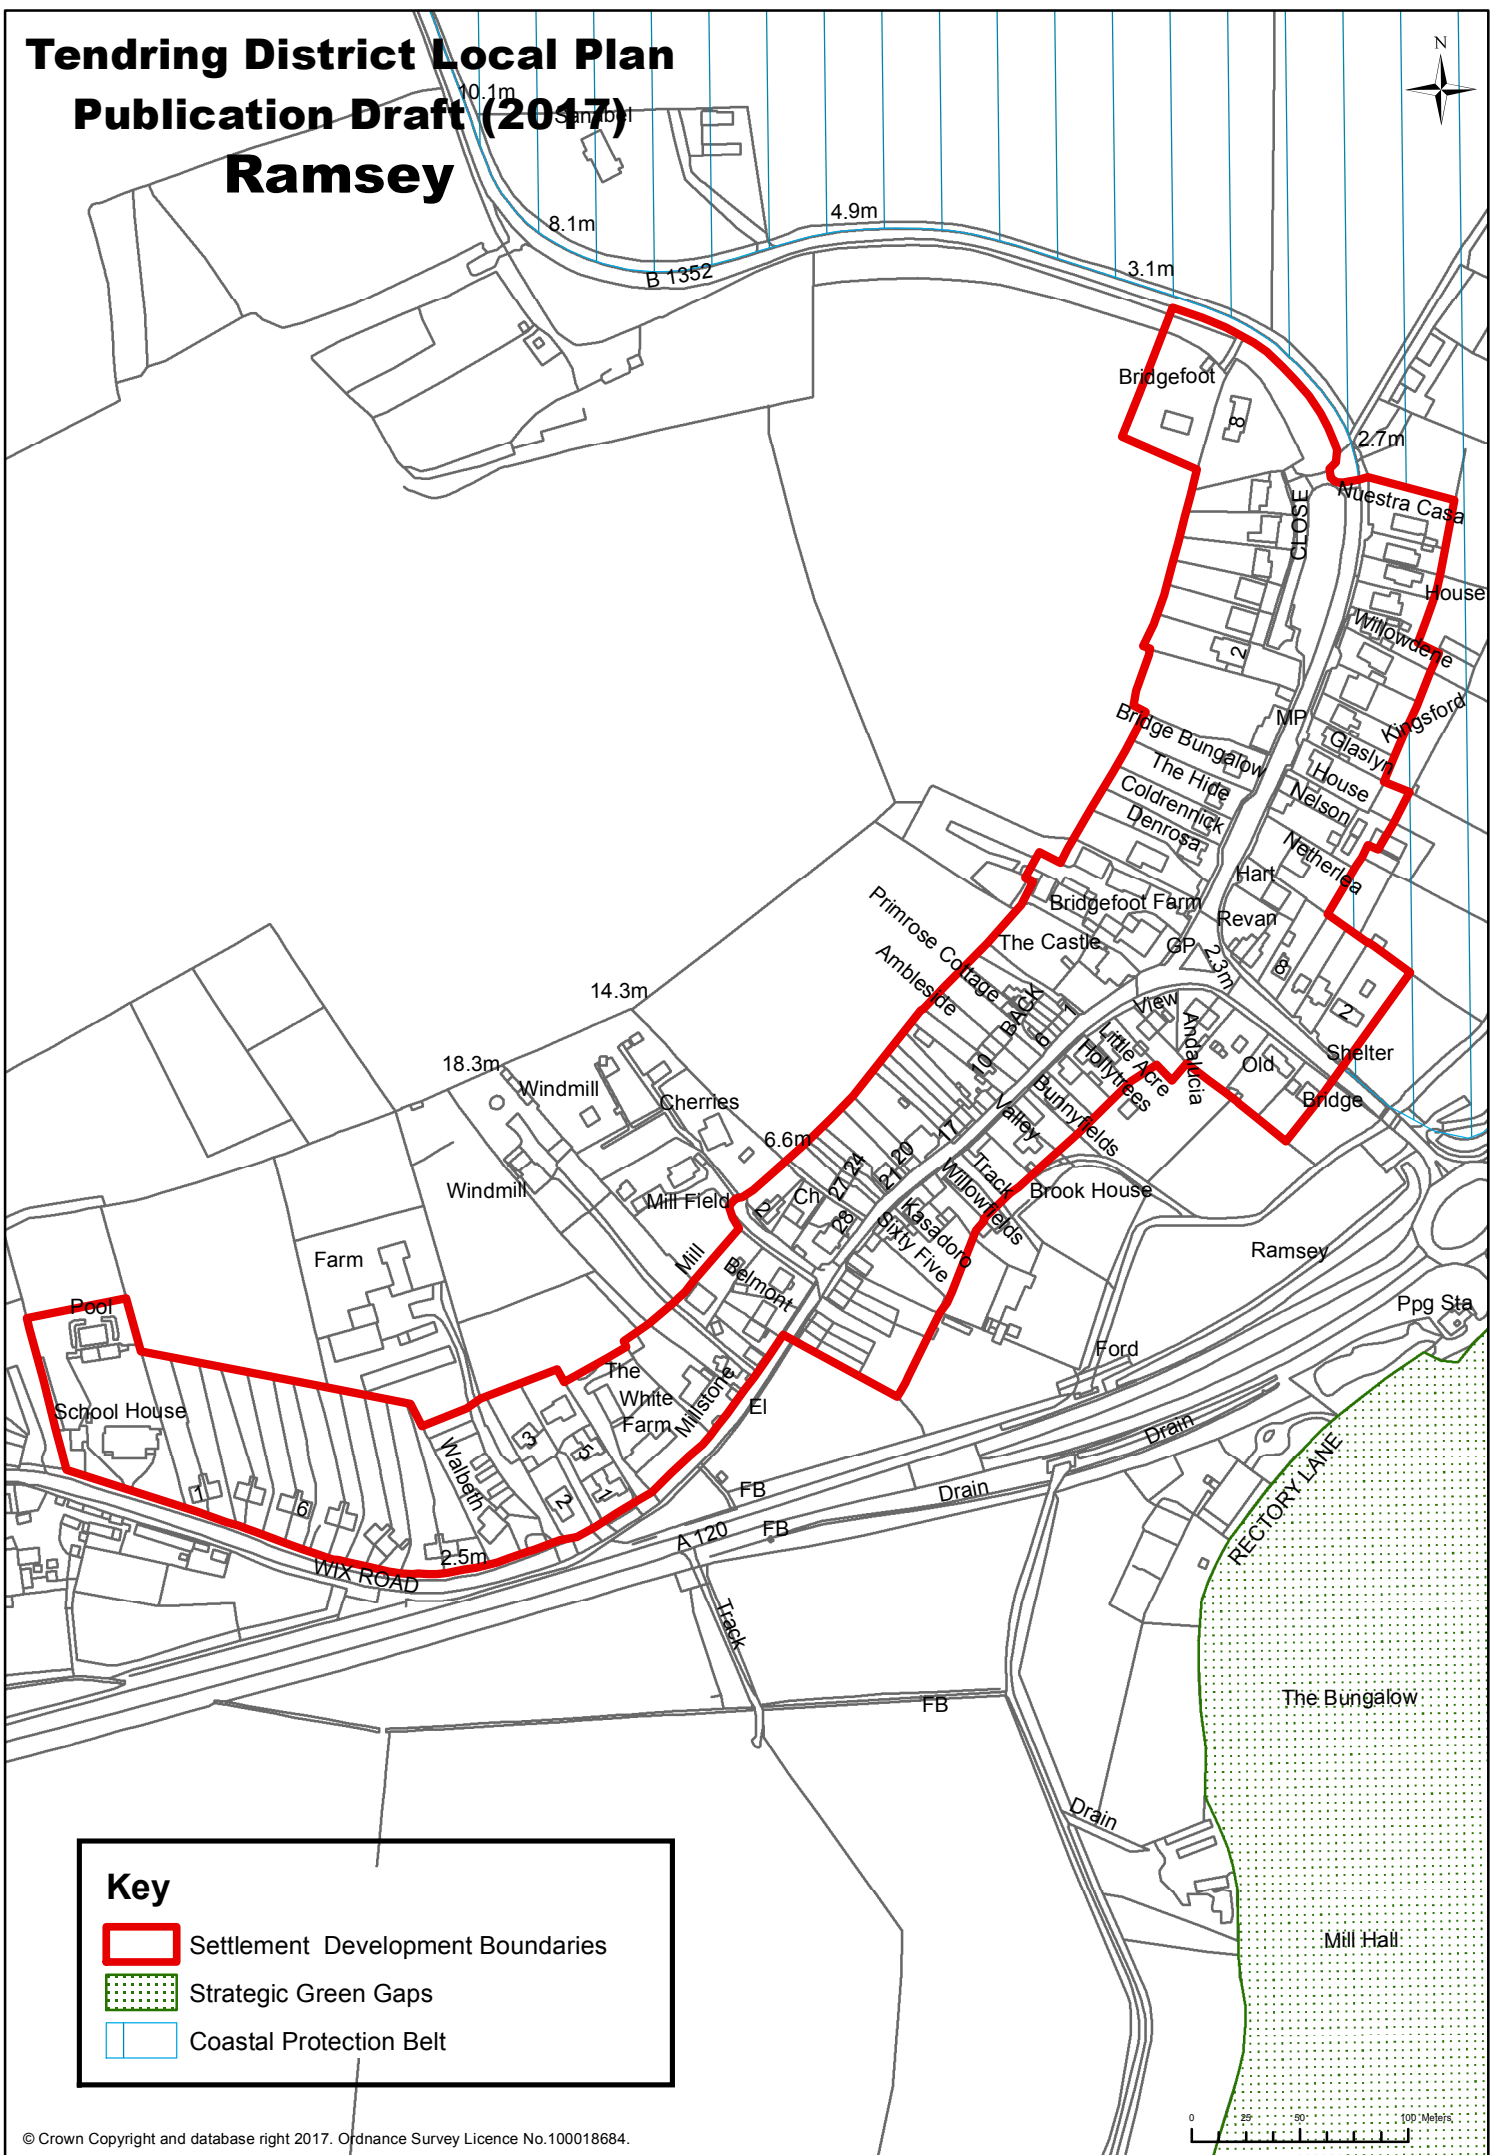 Tendring District Local Plan
Publication Draft (2017)
Ramsey
N
10.1m
Sanabel
8.1m
4.9m
B 1352
3.1m
Bridgefoot
8
2.7m
Nuestra Casa
CLOSE
House
Willowdene
2
Kingsford
MP
Bridge Bungalow
Glaslyn
The Hide
House
Coldrennick
Nelson
Denrosa
Netherlea
Hart
Bridgefoot Farm
Revan
Primrose Cottage
The Castle
GP
2.3m
Ambleside
8
14.3m
BACK
1
View
2
6
Little Acre
Andalucia
Hollytrees
Old
Shelter
18.3m
Windmill
10
Bunnyfields
Bridge
Cherries
Valley
6.6m
17
20
24
Track
21
27
Willowfields
Brook House
Windmill
Mill Field
Ch
2
28
Kasadoro
Sixty Five
Ramsey
Farm
Mill
Belmont
Pool
Ppg Sta
Ford
The
White
Farm
Millstone
School House
El
3
5
Drain
Walbeth
RECTORY LANE
1
6
2
1
FB
Drain
A 120
FB
2.5m
WIX ROAD
Track
The Bungalow
FB
Drain
Mill Hall
Key
Settlement Development Boundaries
Strategic Green Gaps
Coastal Protection Belt
0 25 50 100 Meters
© Crown Copyright and database right 2017. Ordnance Survey Licence No.100018684.